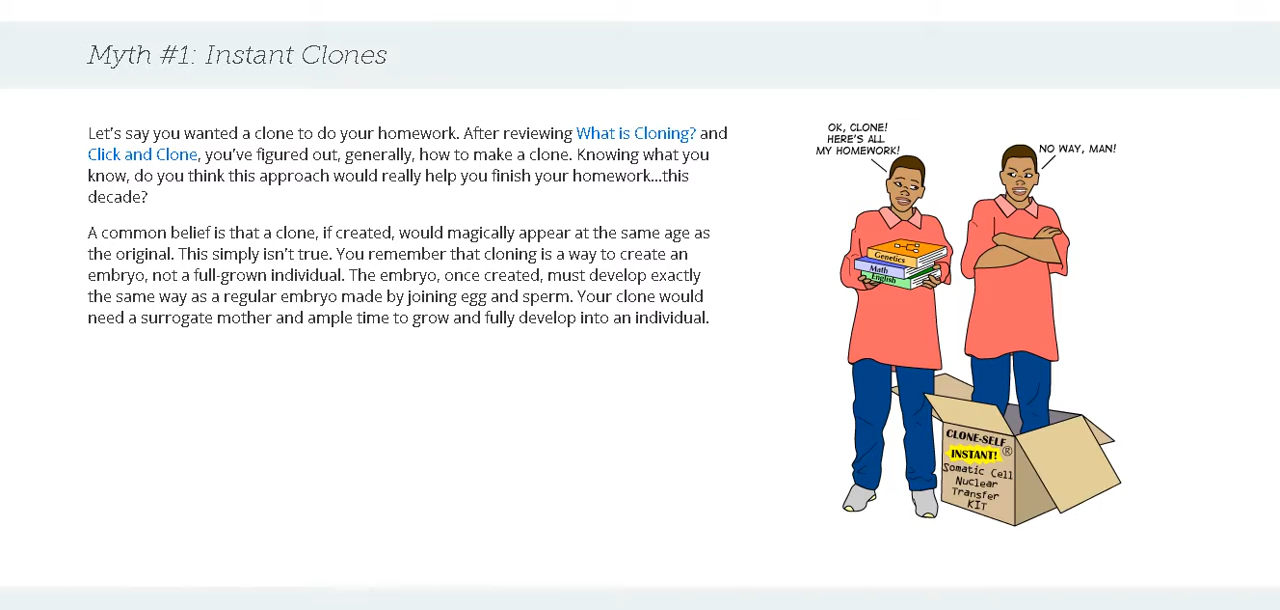 Myth #1: Instant Clones
Let's say you wanted a clone to do your homework. After reviewing What is Cloning? and
Click and Clone, you've figured out, generally, how to make a clone. Knowing what you
know, do you think this approach would really help you finish your homework...this
decade?
A common belief is that a clone, if created, would magically appear at the same age as
the original. This simply isn't true. You remember that cloning is a way to create an
embryo, not a full-grown individual. The embryo, once created, must develop exactly
the same way as a regular embryo made by joining egg and sperm. Your clone would
need a surrogate mother and ample time to grow and fully develop into an individual.
OK, CLONE!
HERE'S ALL
MY HOMEWORK!
NO WAY, MAN!
Genetics
Math
English
CLONE-SELF
®
INSTANT!
Somatic Cell
Nuclear
Transfer
KIT